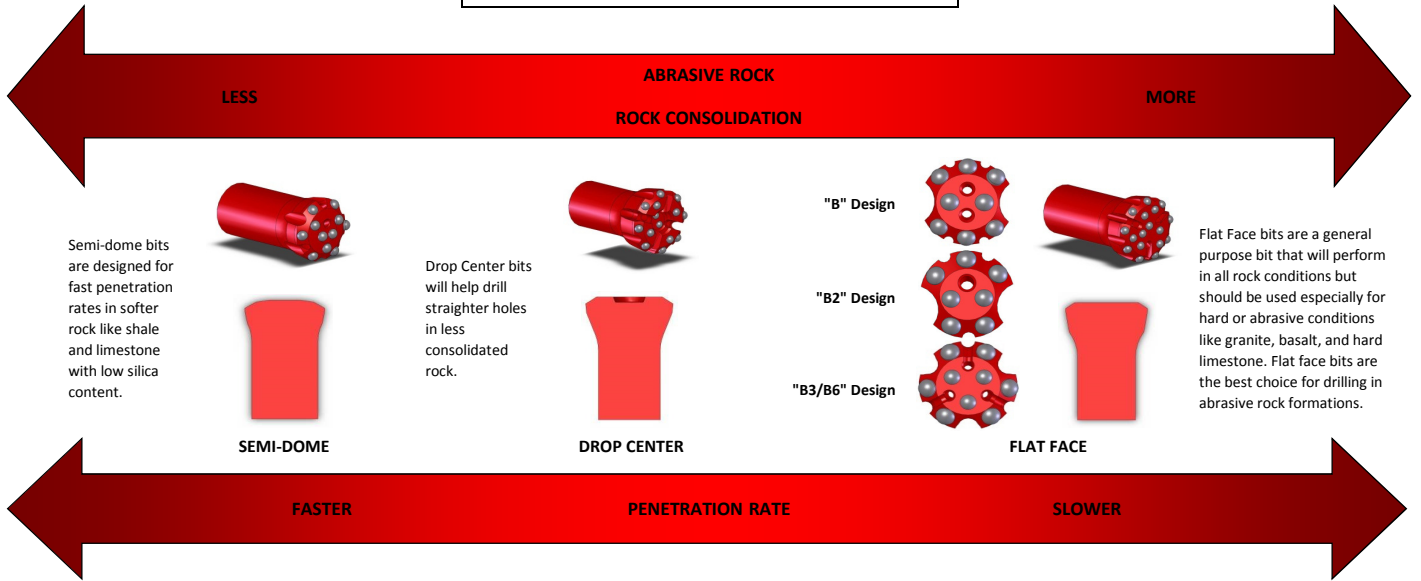 ABRASIVE ROCK
LESS
MORE
ROCK CONSOLIDATION
Semi-dome bits
are designed for
fast penetration
rates in softer
rock like shale
and limestone
with low silica
content.
SEMI-DOME
Drop Center bits
will help drill
straighter holes
in less
consolidated
rock.
DROP CENTER
"B" Design
"B2" Design
"B3/B6" Design
FLAT FACE
Flat Face bits are a general
purpose bit that will perform
in all rock conditions but
should be used especially for
hard or abrasive conditions
like granite, basalt, and hard
limestone. Flat face bits are
the best choice for drilling in
abrasive rock formations.
FASTER
PENETRATION RATE
SLOWER